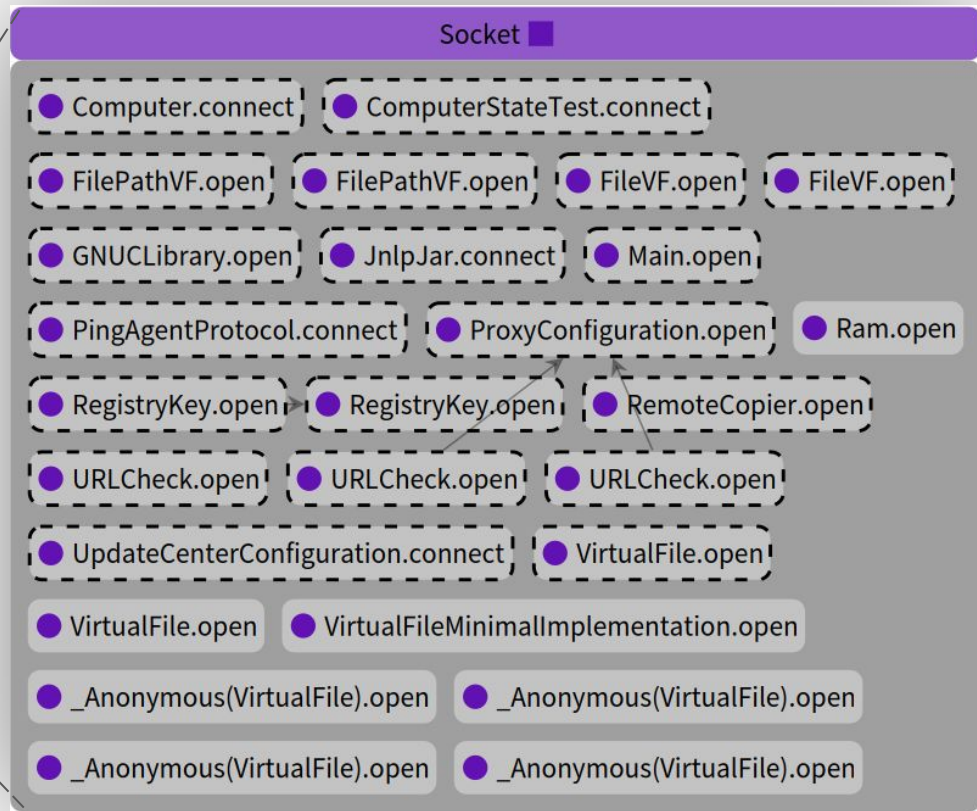 Socket
Computer.connect ComputerStateTest.connect
FilePathVF.open FilePathVF.open FileVF.open FileVF.open
GNUCLibrary.open JnlpJar.connect Main.open
PingAgentProtocol.connect ProxyConfiguration.open Ram.open
RegistryKey.open RegistryKey.open RemoteCopier.open
URLCheck.open URLCheck.open URLCheck.open
UpdateCenterConfiguration.connect VirtualFile.open
VirtualFile.open VirtualFileMinimalImplementation.open
_Anonymous(VirtualFile).open _Anonymous(VirtualFile).open
_Anonymous(VirtualFile).open _Anonymous(VirtualFile).open